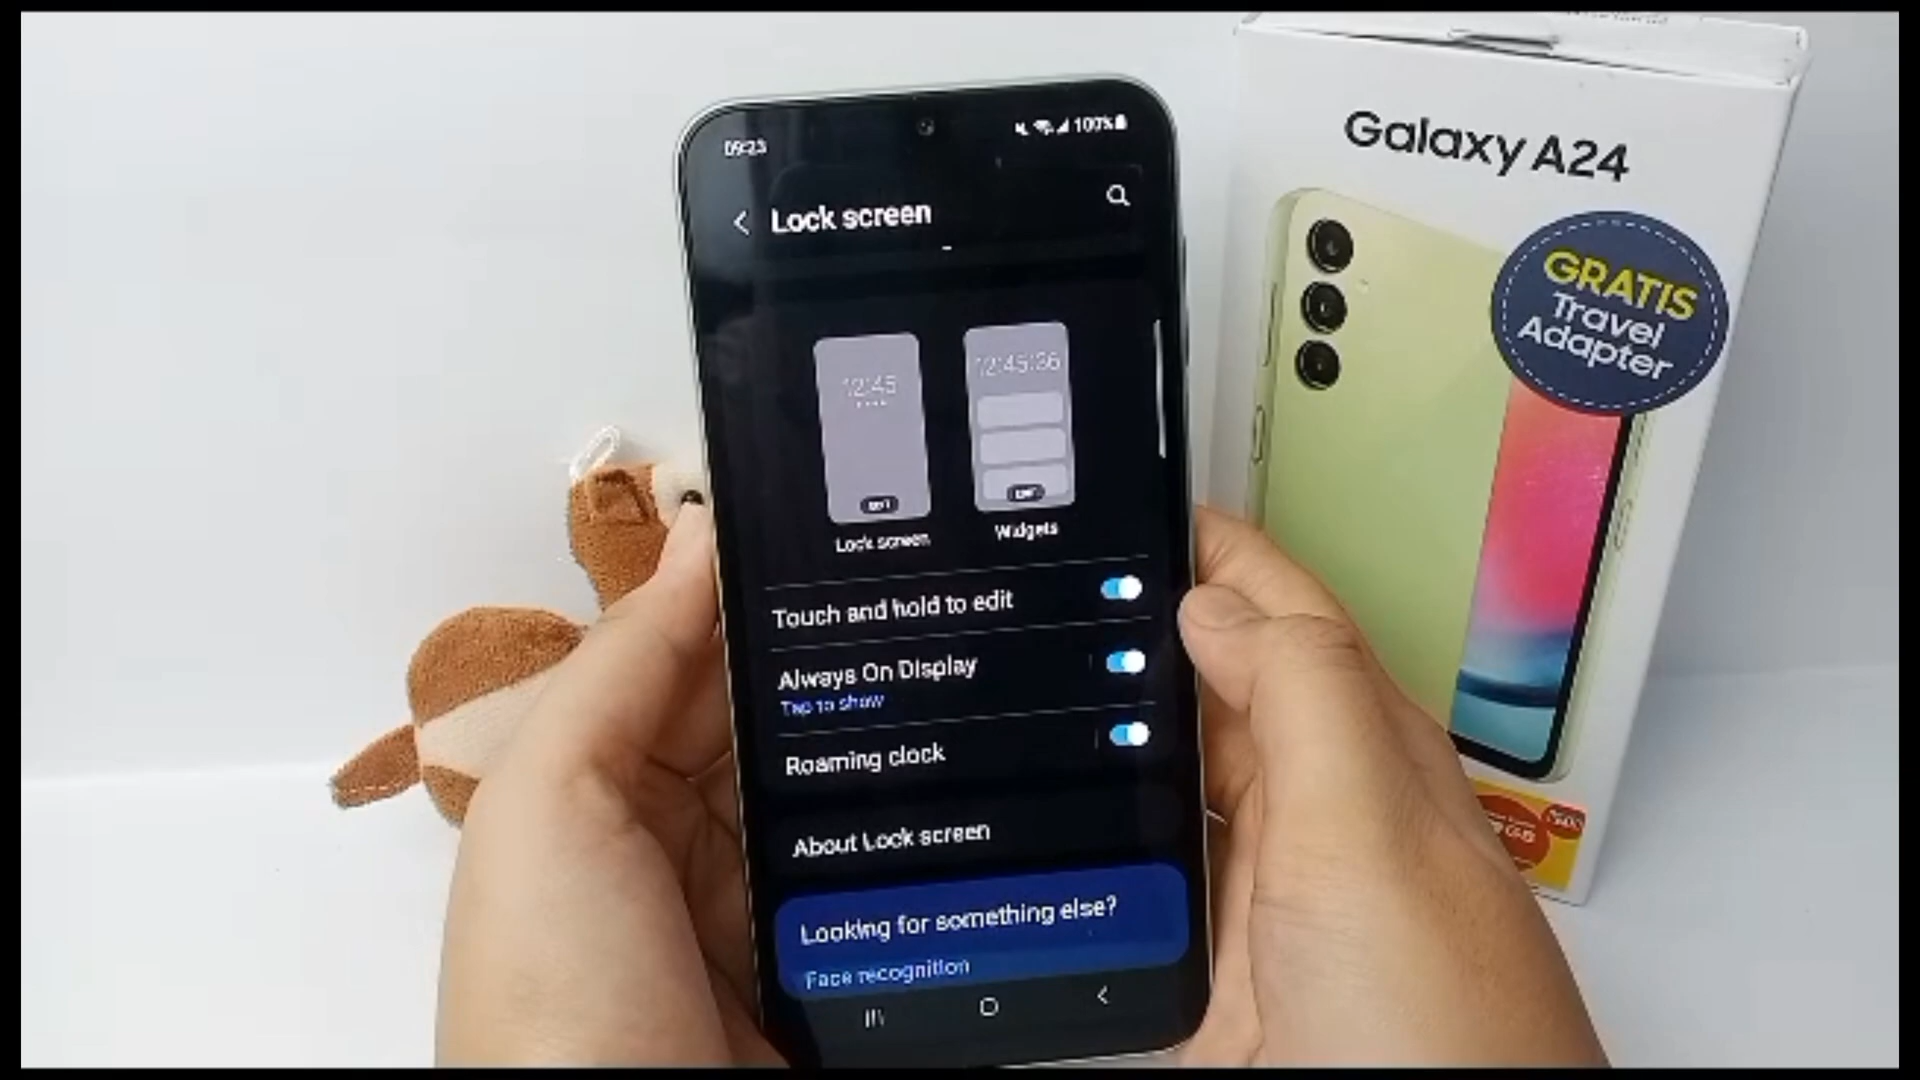 09:23
100%
Lock screen
12:45
12:45:36
Lock screen
Widgets
Touch and hold to edit
Always On Display
Tap to show
Roaming clock
About Lock screen
Looking for something else?
Face recognition
Galaxy A24
GRATIS
Travel
Adapter